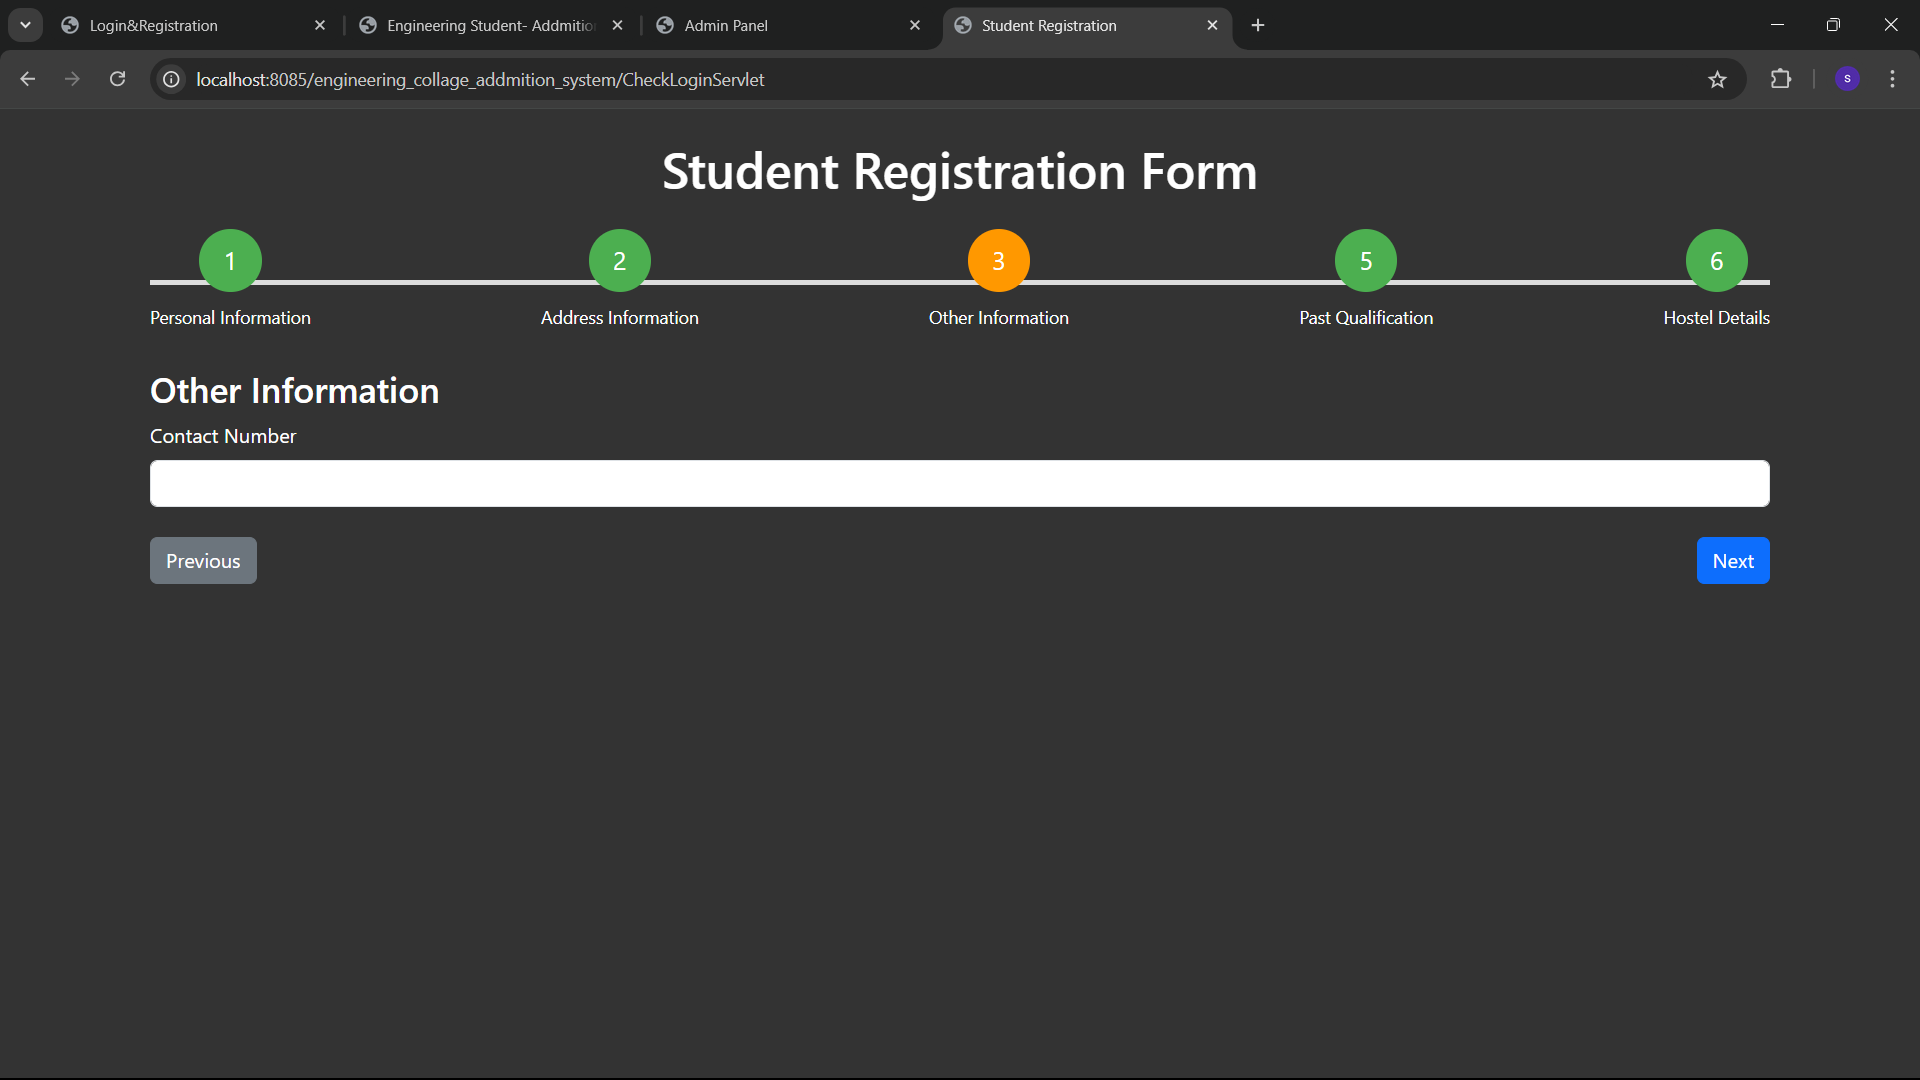 Login&Registration
Engineering Student- Addmitio
Admin Panel
Student Registration
localhost:8085/engineering_collage_addmition_system/CheckLoginServlet
S
Student Registration Form
1 2 3 5 6
Personal Information Address Information Other Information Past Qualification Hostel Details
Other Information
Contact Number
Previous Next